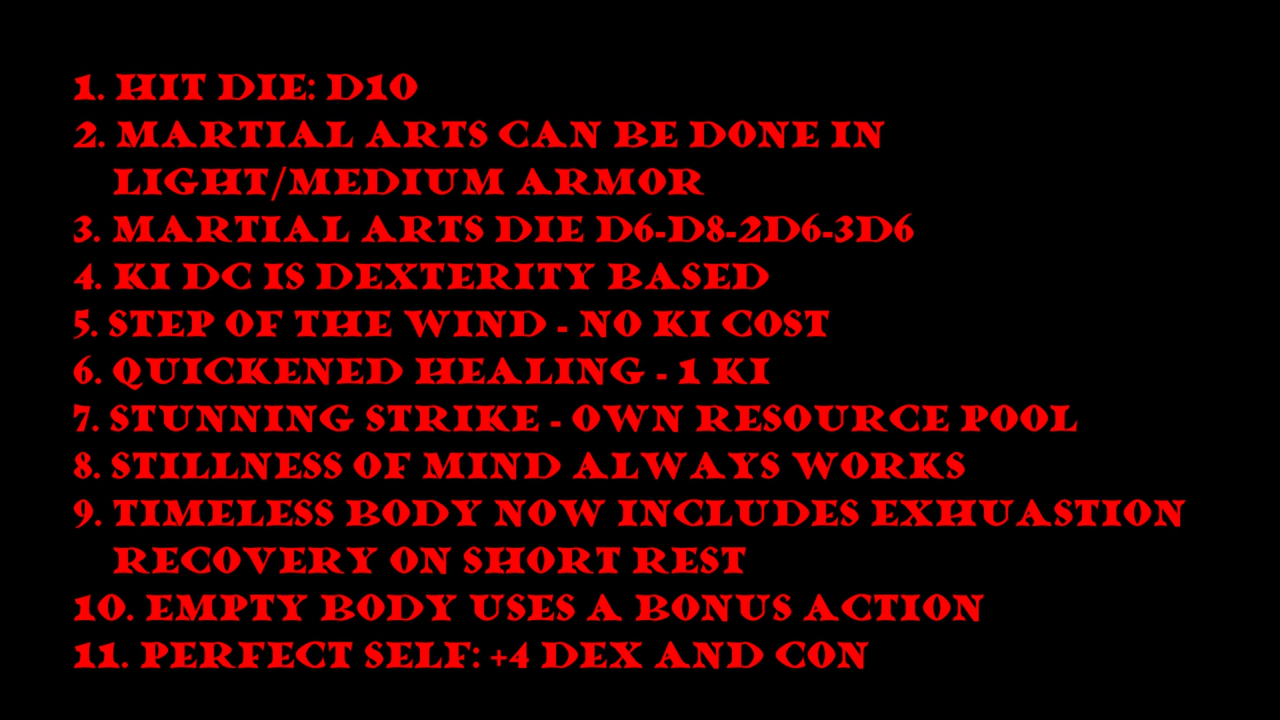 1. HIT DIE: D10
2. MARTIAL ARTS CAN BE DONE IN
LIGHT/MEDIUM ARMOR
3. MARTIAL ARTS DIE D6-D8-2D6-3D6
4. KI DC IS DEXTERITY BASED
5. STEP OF THE WIND - NO KI COST
6. QUICKENED HEALING - 1 KI
7. STUNNING STRIKE - OWN RESOURCE POOL
8. STILLNESS OF MIND ALWAYS WORKS
9. TIMELESS BODY NOW INCLUDES EXHUASTION
RECOVERY ON SHORT REST
10. EMPTY BODY USES A BONUS ACTION
11. PERFECT SELF: +4 DEX AND CON